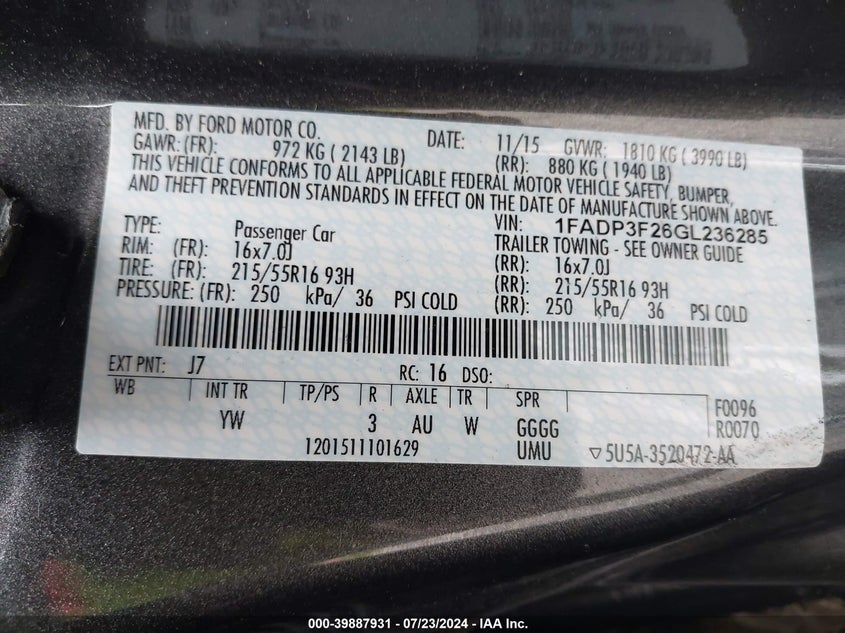 MFD. BY FORD MOTOR CO. DATE: 11/15 GVWR: 1810 KG ( 3990 LB)
GAWR: (FR): 972 KG ( 2143 LB) (RR): 880 KG ( 1940 LB)
THIS VEHICLE CONFORMS TO ALL APPLICABLE FEDERAL MOTOR VEHICLE SAFETY, BUMPER,
AND THEFT PREVENTION STANDARDS IN EFFECT ON THE DATE OF MANUFACTURE SHOWN ABOVE.
VIN: 1FADP3F26GL236285
TYPE: Passenger Car TRAILER TOWING - SEE OWNER GUIDE
RIM: (FR): 16x7.0J (RR): 16x7.0J
TIRE: (FR): 215/55R16 93H (RR): 215/55R16 93H
PRESSURE: (FR): 250 kPa/ 36 PSI COLD (RR): 250 kPa/ 36 PSI COLD
EXT PNT: J7 RC: 16 DSO:
WB INT TR TP/PS R AXLE TR SPR F0096
YW 3 AU W GGGG R0070
1201511101629 UMU ▽5U5A-3520472-AA
000-39887931 - 07/23/2024 - IAA, Inc.